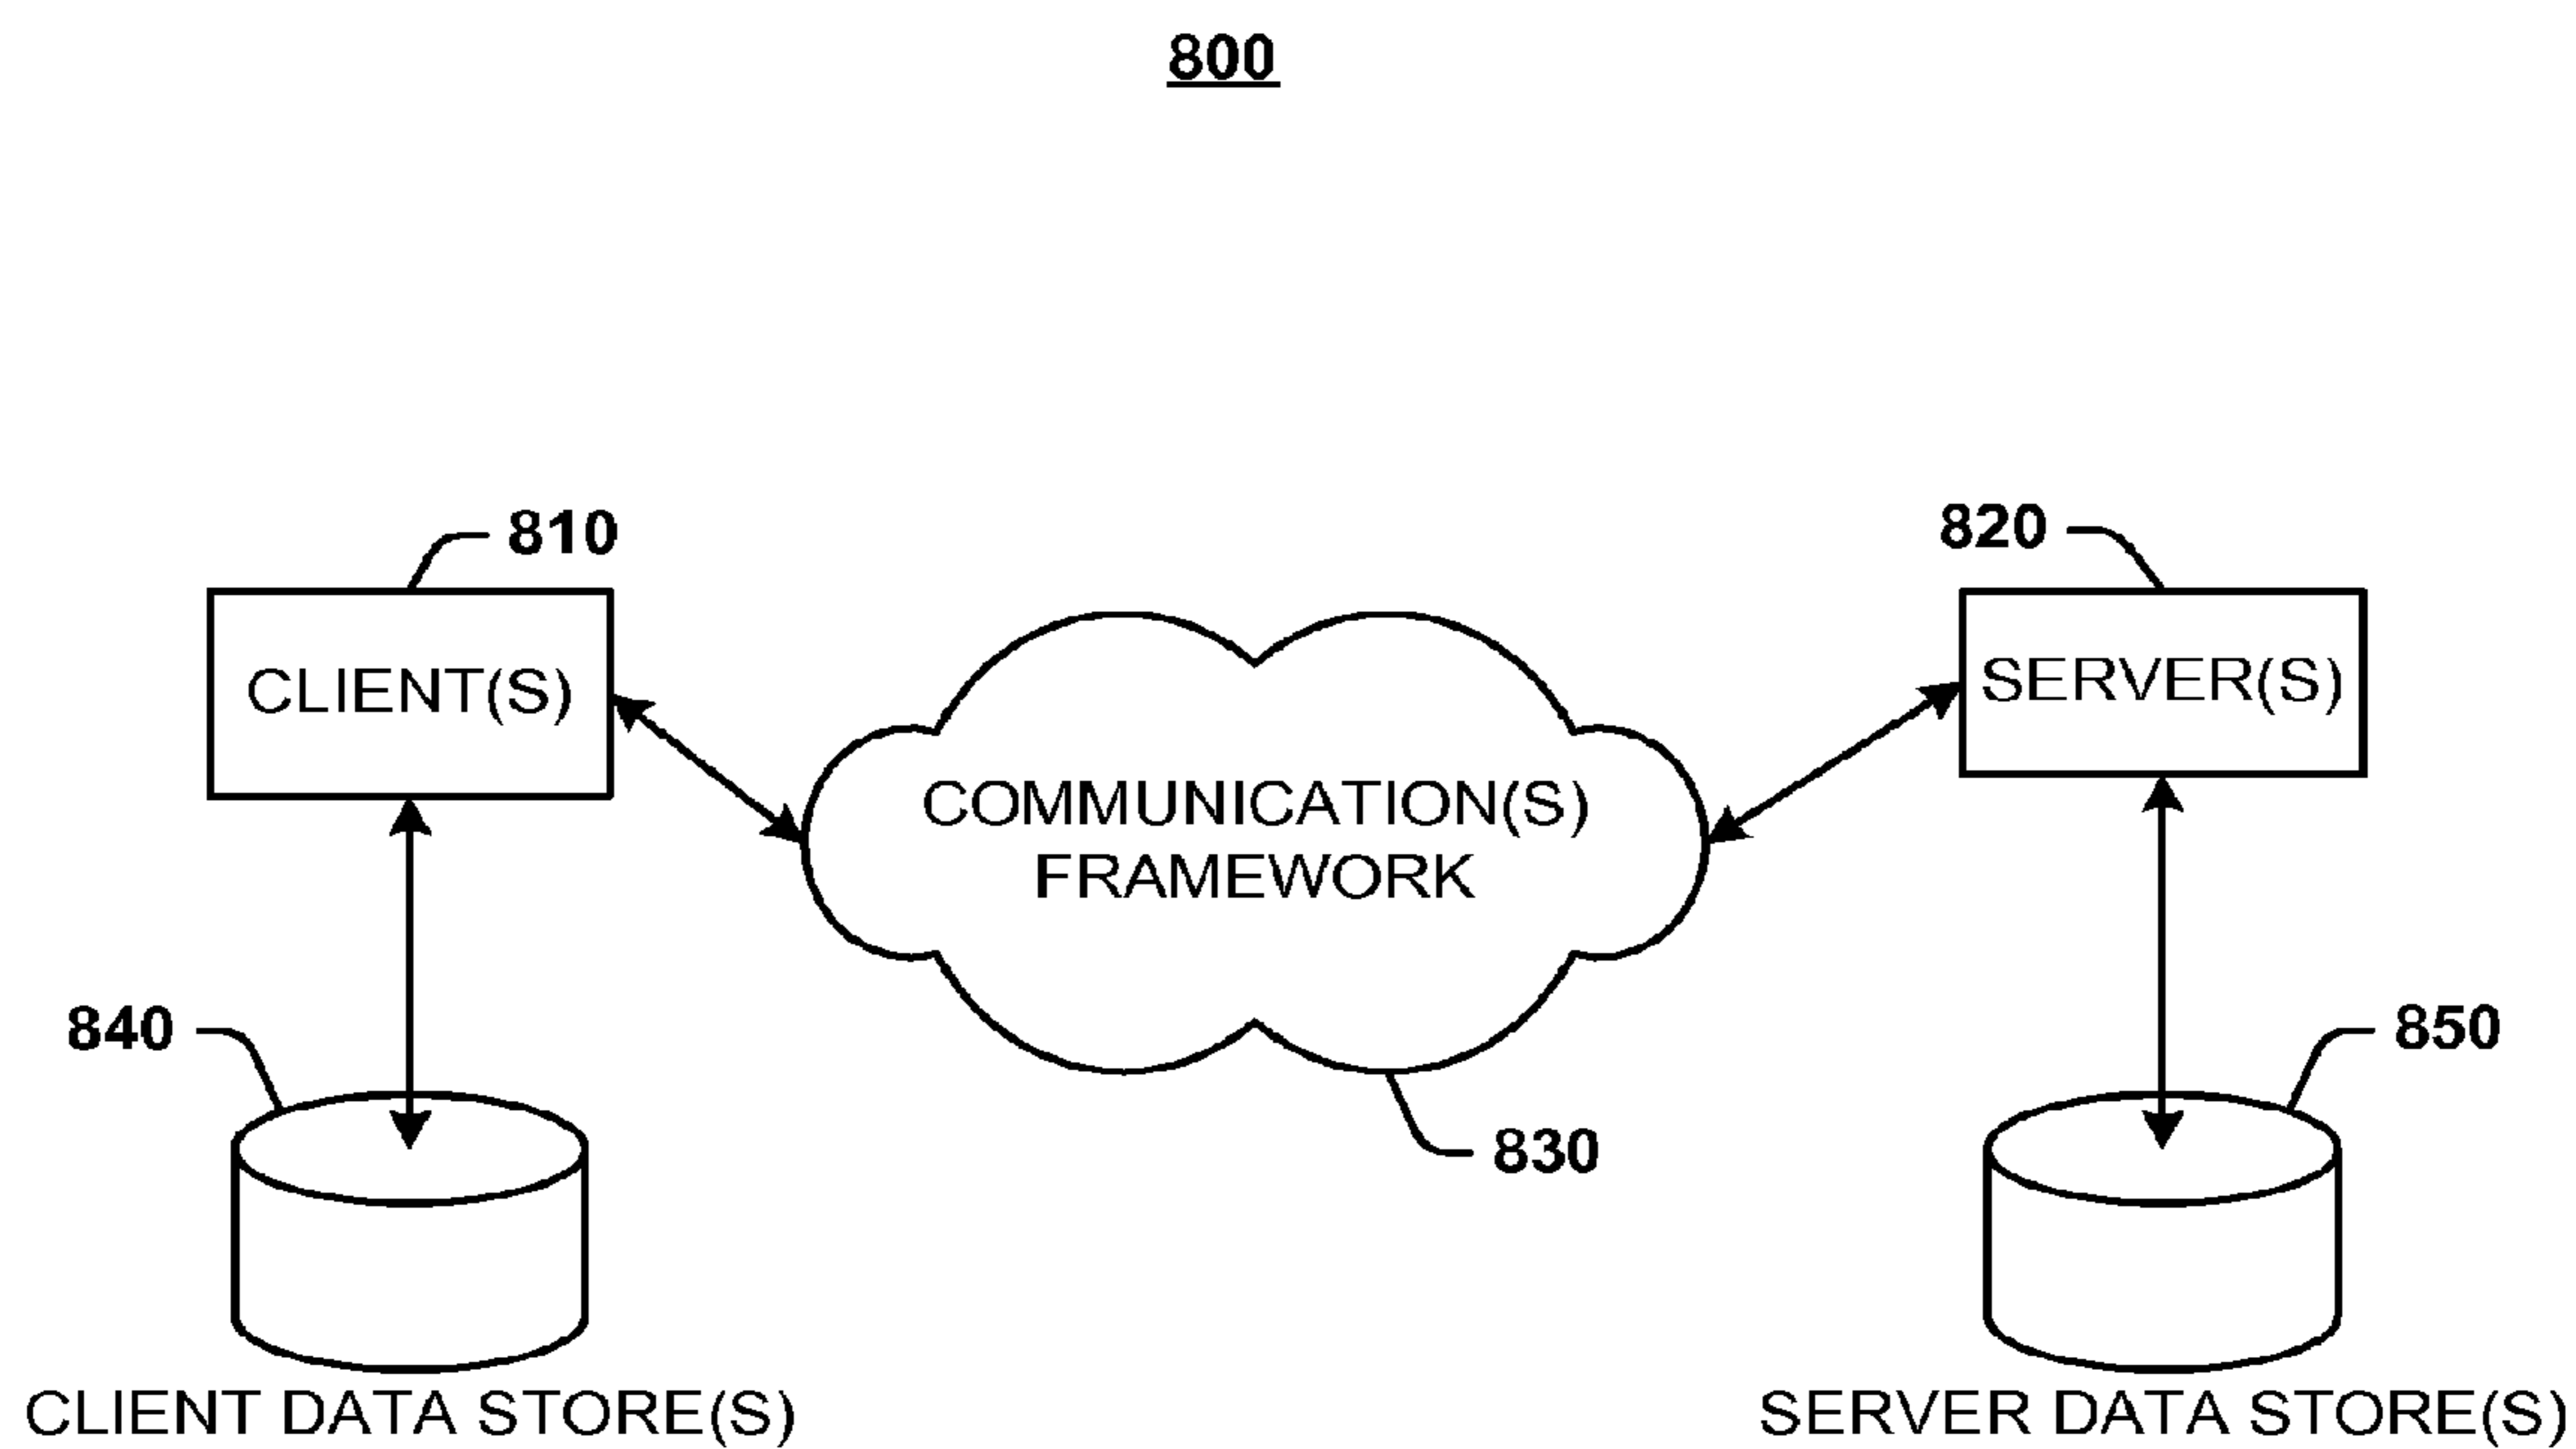 800
810
820
CLIENT(S)
SERVER(S)
COMMUNICATION(S)
FRAMEWORK
840
850
830
CLIENT DATA STORE(S)
SERVER DATA STORE(S)